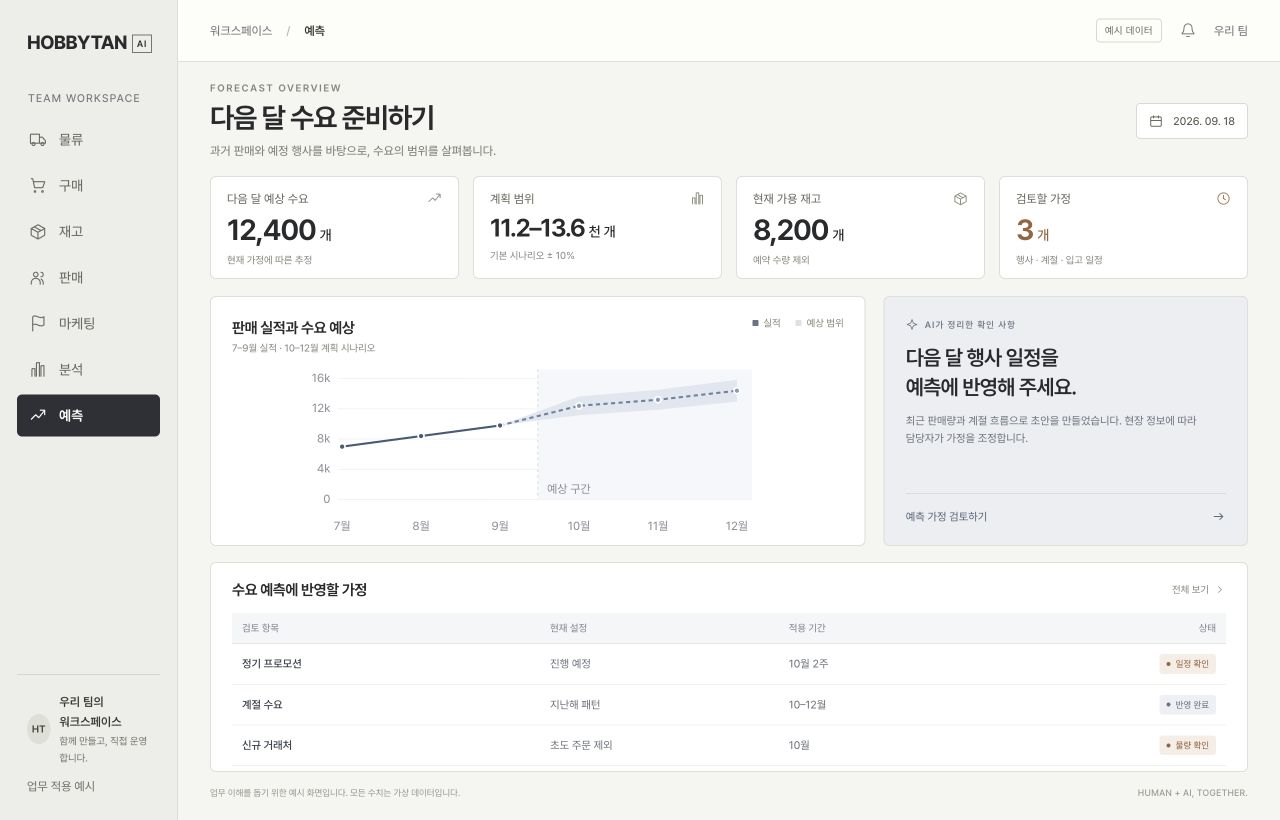 HOBBYTAN AI
TEAM WORKSPACE
물류
구매
재고
판매
마케팅
분석
예측
HT
우리 팀의
워크스페이스
함께 만들고, 직접 운영
합니다.
업무 적용 예시
워크스페이스 / 예측
예시 데이터
우리 팀
FORECAST OVERVIEW
다음 달 수요 준비하기
과거 판매와 예정 행사를 바탕으로, 수요의 범위를 살펴봅니다.
2026. 09. 18
다음 달 예상 수요
12,400 개
현재 가정에 따른 추정
계획 범위
11.2–13.6 천 개
기본 시나리오 ± 10%
현재 가용 재고
8,200 개
예약 수량 제외
검토할 가정
3 개
행사 · 계절 · 입고 일정
판매 실적과 수요 예상
7–9월 실적 · 10–12월 계획 시나리오
실적 예상 범위
16k
12k
8k
4k
0
예상 구간
7월 8월 9월 10월 11월 12월
AI가 정리한 확인 사항
다음 달 행사 일정을
예측에 반영해 주세요.
최근 판매량과 계절 흐름으로 초안을 만들었습니다. 현장 정보에 따라
담당자가 가정을 조정합니다.
예측 가정 검토하기
수요 예측에 반영할 가정
전체 보기
검토 항목 현재 설정 적용 기간 상태
정기 프로모션 진행 예정 10월 2주 일정 확인
계절 수요 지난해 패턴 10–12월 반영 완료
신규 거래처 초도 주문 제외 10월 물량 확인
업무 이해를 돕기 위한 예시 화면입니다. 모든 수치는 가상 데이터입니다.
HUMAN + AI, TOGETHER.